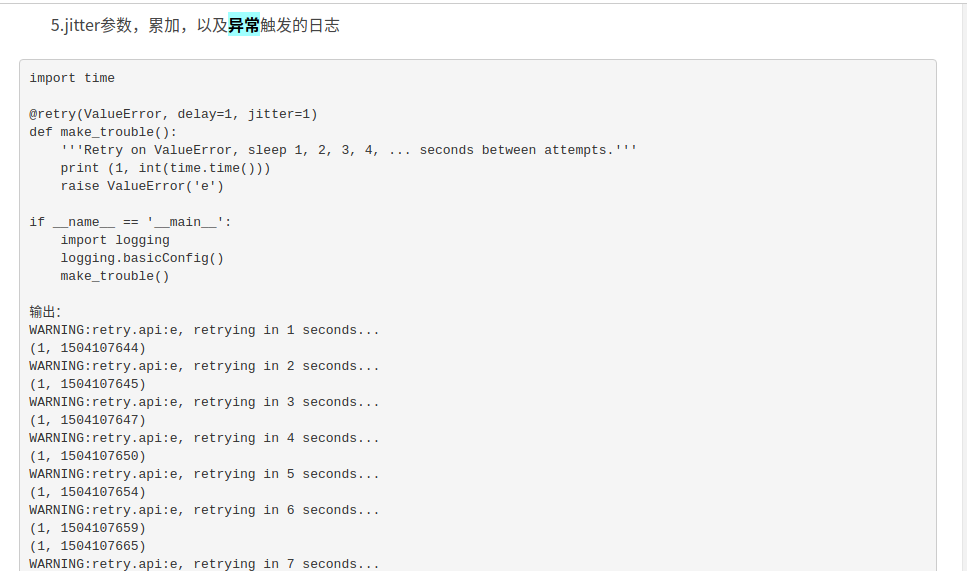 5.jitter参数，累加，以及异常触发的日志
import time
@retry(ValueError, delay=1, jitter=1)
def make_trouble():
    '''Retry on ValueError, sleep 1, 2, 3, 4, ... seconds between attempts.'''
    print (1, int(time.time()))
    raise ValueError('e')
if __name__ == '__main__':
    import logging
    logging.basicConfig()
    make_trouble()
输出：
WARNING:retry.api:e, retrying in 1 seconds...
(1, 1504107644)
WARNING:retry.api:e, retrying in 2 seconds...
(1, 1504107645)
WARNING:retry.api:e, retrying in 3 seconds...
(1, 1504107647)
WARNING:retry.api:e, retrying in 4 seconds...
(1, 1504107650)
WARNING:retry.api:e, retrying in 5 seconds...
(1, 1504107654)
WARNING:retry.api:e, retrying in 6 seconds...
(1, 1504107659)
(1, 1504107665)
WARNING:retry.api:e, retrying in 7 seconds...